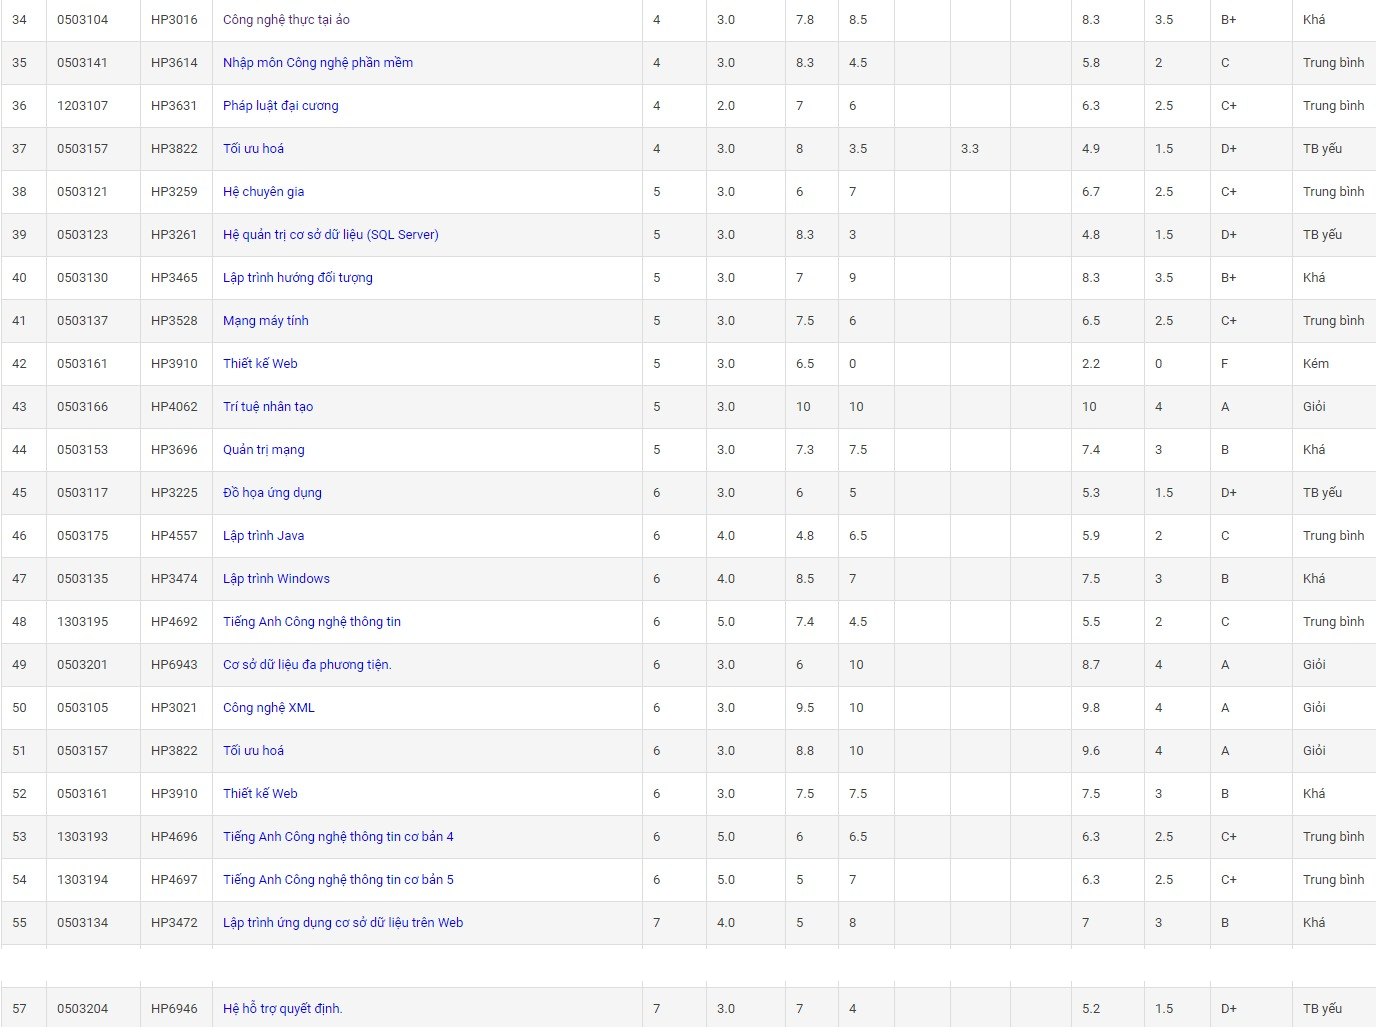 34 0503104 HP3016 Công nghệ thực tại ảo 4 3.0 7.8 8.5 8.3 3.5 B+ Khá
35 0503141 HP3614 Nhập môn Công nghệ phần mềm 4 3.0 8.3 4.5 5.8 2 C Trung bình
36 1203107 HP3631 Pháp luật đại cương 4 2.0 7 6 6.3 2.5 C+ Trung bình
37 0503157 HP3822 Tối ưu hoá 4 3.0 8 3.5 3.3 4.9 1.5 D+ TB yếu
38 0503121 HP3259 Hệ chuyên gia 5 3.0 6 7 6.7 2.5 C+ Trung bình
39 0503123 HP3261 Hệ quản trị cơ sở dữ liệu (SQL Server) 5 3.0 8.3 3 4.8 1.5 D+ TB yếu
40 0503130 HP3465 Lập trình hướng đối tượng 5 3.0 7 9 8.3 3.5 B+ Khá
41 0503137 HP3528 Mạng máy tính 5 3.0 7.5 6 6.5 2.5 C+ Trung bình
42 0503161 HP3910 Thiết kế Web 5 3.0 6.5 0 2.2 0 F Kém
43 0503166 HP4062 Trí tuệ nhân tạo 5 3.0 10 10 10 4 A Giỏi
44 0503153 HP3696 Quản trị mạng 5 3.0 7.3 7.5 7.4 3 B Khá
45 0503117 HP3225 Đồ họa ứng dụng 6 3.0 6 5 5.3 1.5 D+ TB yếu
46 0503175 HP4557 Lập trình Java 6 4.0 4.8 6.5 5.9 2 C Trung bình
47 0503135 HP3474 Lập trình Windows 6 4.0 8.5 7 7.5 3 B Khá
48 1303195 HP4692 Tiếng Anh Công nghệ thông tin 6 5.0 7.4 4.5 5.5 2 C Trung bình
49 0503201 HP6943 Cơ sở dữ liệu đa phương tiện. 6 3.0 6 10 8.7 4 A Giỏi
50 0503105 HP3021 Công nghệ XML 6 3.0 9.5 10 9.8 4 A Giỏi
51 0503157 HP3822 Tối ưu hoá 6 3.0 8.8 10 9.6 4 A Giỏi
52 0503161 HP3910 Thiết kế Web 6 3.0 7.5 7.5 7.5 3 B Khá
53 1303193 HP4696 Tiếng Anh Công nghệ thông tin cơ bản 4 6 5.0 6 6.5 6.3 2.5 C+ Trung bình
54 1303194 HP4697 Tiếng Anh Công nghệ thông tin cơ bản 5 6 5.0 5 7 6.3 2.5 C+ Trung bình
55 0503134 HP3472 Lập trình ứng dụng cơ sở dữ liệu trên Web 7 4.0 5 8 7 3 B Khá
57 0503204 HP6946 Hệ hỗ trợ quyết định. 7 3.0 7 4 5.2 1.5 D+ TB yếu